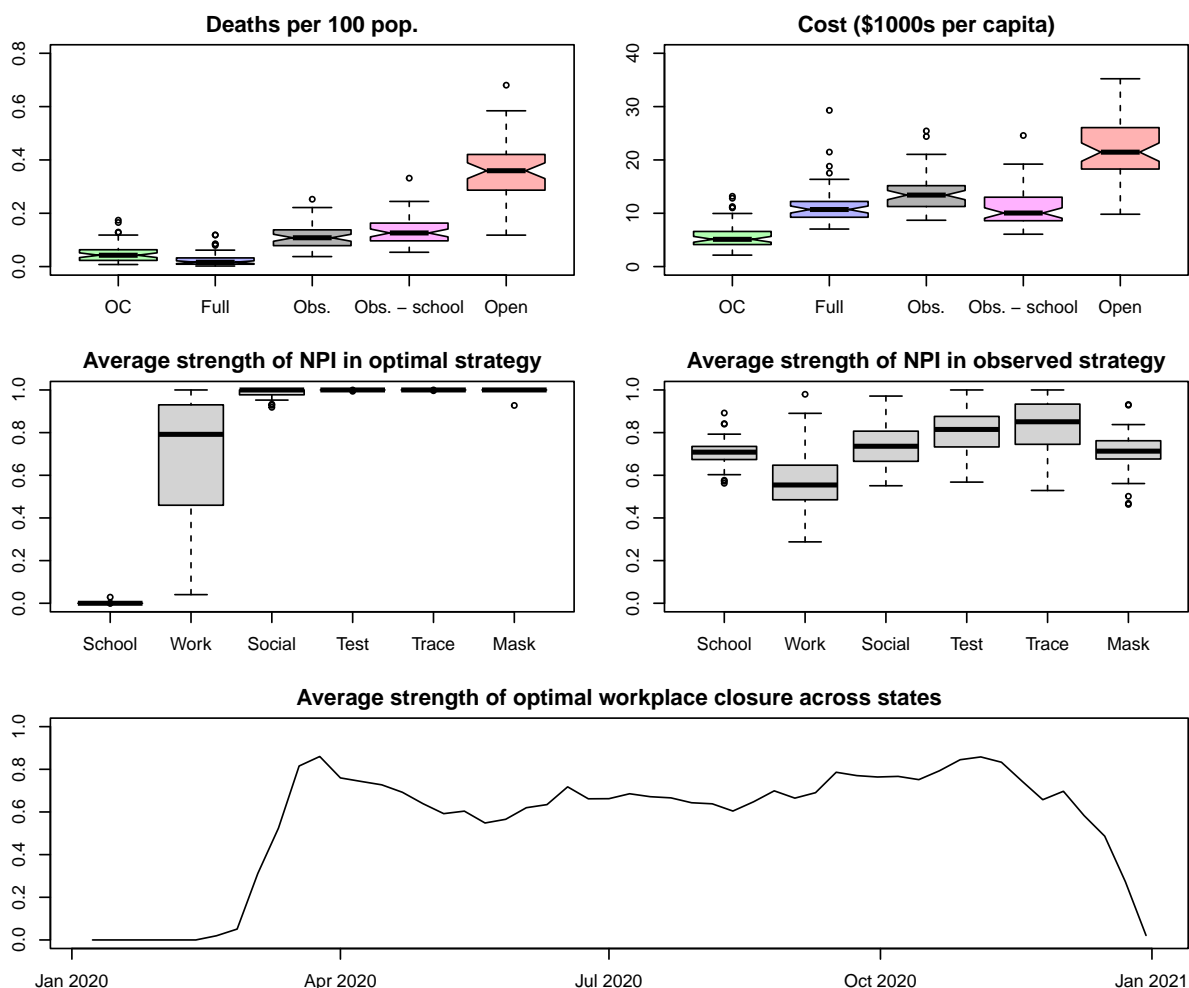 Deaths per 100 pop.
0.8
0.6
0.4
0.2
0.0
OC Full Obs. Obs. − school Open
Cost ($1000s per capita)
40
30
20
10
0
OC Full Obs. Obs. − school Open
Average strength of NPI in optimal strategy
1.0
0.8
0.6
0.4
0.2
0.0
School Work Social Test Trace Mask
Average strength of NPI in observed strategy
1.0
0.8
0.6
0.4
0.2
0.0
School Work Social Test Trace Mask
Average strength of optimal workplace closure across states
1.0
0.8
0.6
0.4
0.2
0.0
Jan 2020 Apr 2020 Jul 2020 Oct 2020 Jan 2021